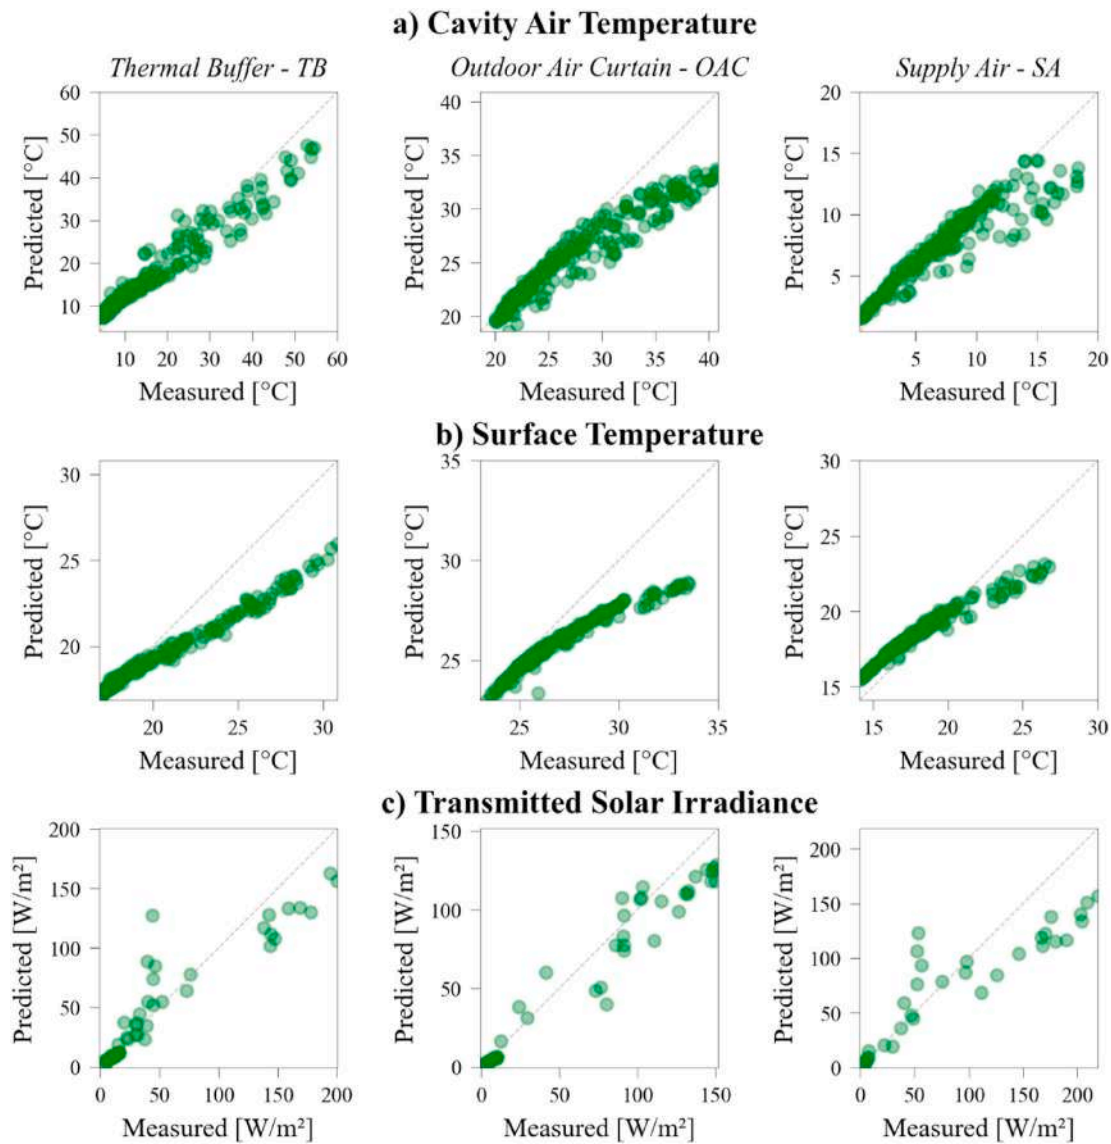 a) Cavity Air Temperature
Thermal Buffer - TB
Outdoor Air Curtain - OAC
Supply Air - SA
Predicted [°C]
60
50
40
30
20
10
10 20 30 40 50 60
Measured [°C]
Predicted [°C]
40
35
30
25
20
20 25 30 35 40
Measured [°C]
Predicted [°C]
20
15
10
5
5 10 15 20
Measured [°C]
b) Surface Temperature
Predicted [°C]
30
25
20
20 25 30
Measured [°C]
Predicted [°C]
35
30
25
25 30 35
Measured [°C]
Predicted [°C]
30
25
20
15
15 20 25 30
Measured [°C]
c) Transmitted Solar Irradiance
Predicted [W/m²]
200
150
100
50
0
0 50 100 150 200
Measured [W/m²]
Predicted [W/m²]
150
100
50
0
0 50 100 150
Measured [W/m²]
Predicted [W/m²]
200
150
100
50
0
0 50 100 150 200
Measured [W/m²]